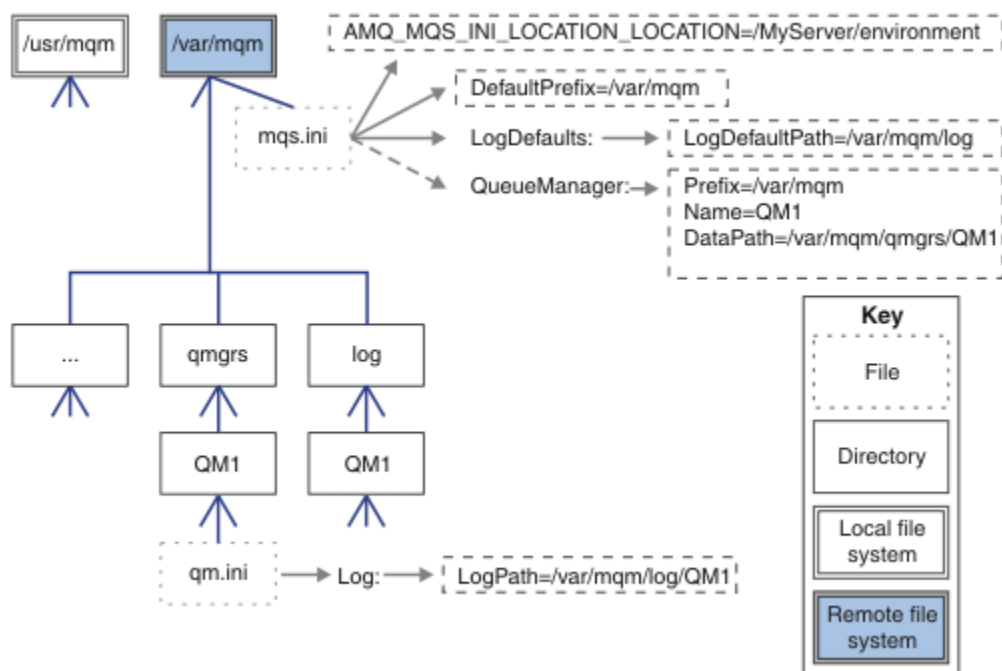 /usr/mqm
/var/mqm
AMQ_MQS_INI_LOCATION_LOCATION=/MyServer/environment
DefaultPrefix=/var/mqm
mqs.ini
LogDefaults:
LogDefaultPath=/var/mqm/log
QueueManager:
Prefix=/var/mqm
Name=QM1
DataPath=/var/mqm/qmgrs/QM1
...
qmgrs
log
QM1
QM1
qm.ini
Log:
LogPath=/var/mqm/log/QM1
Key
File
Directory
Local file
system
Remote file
system